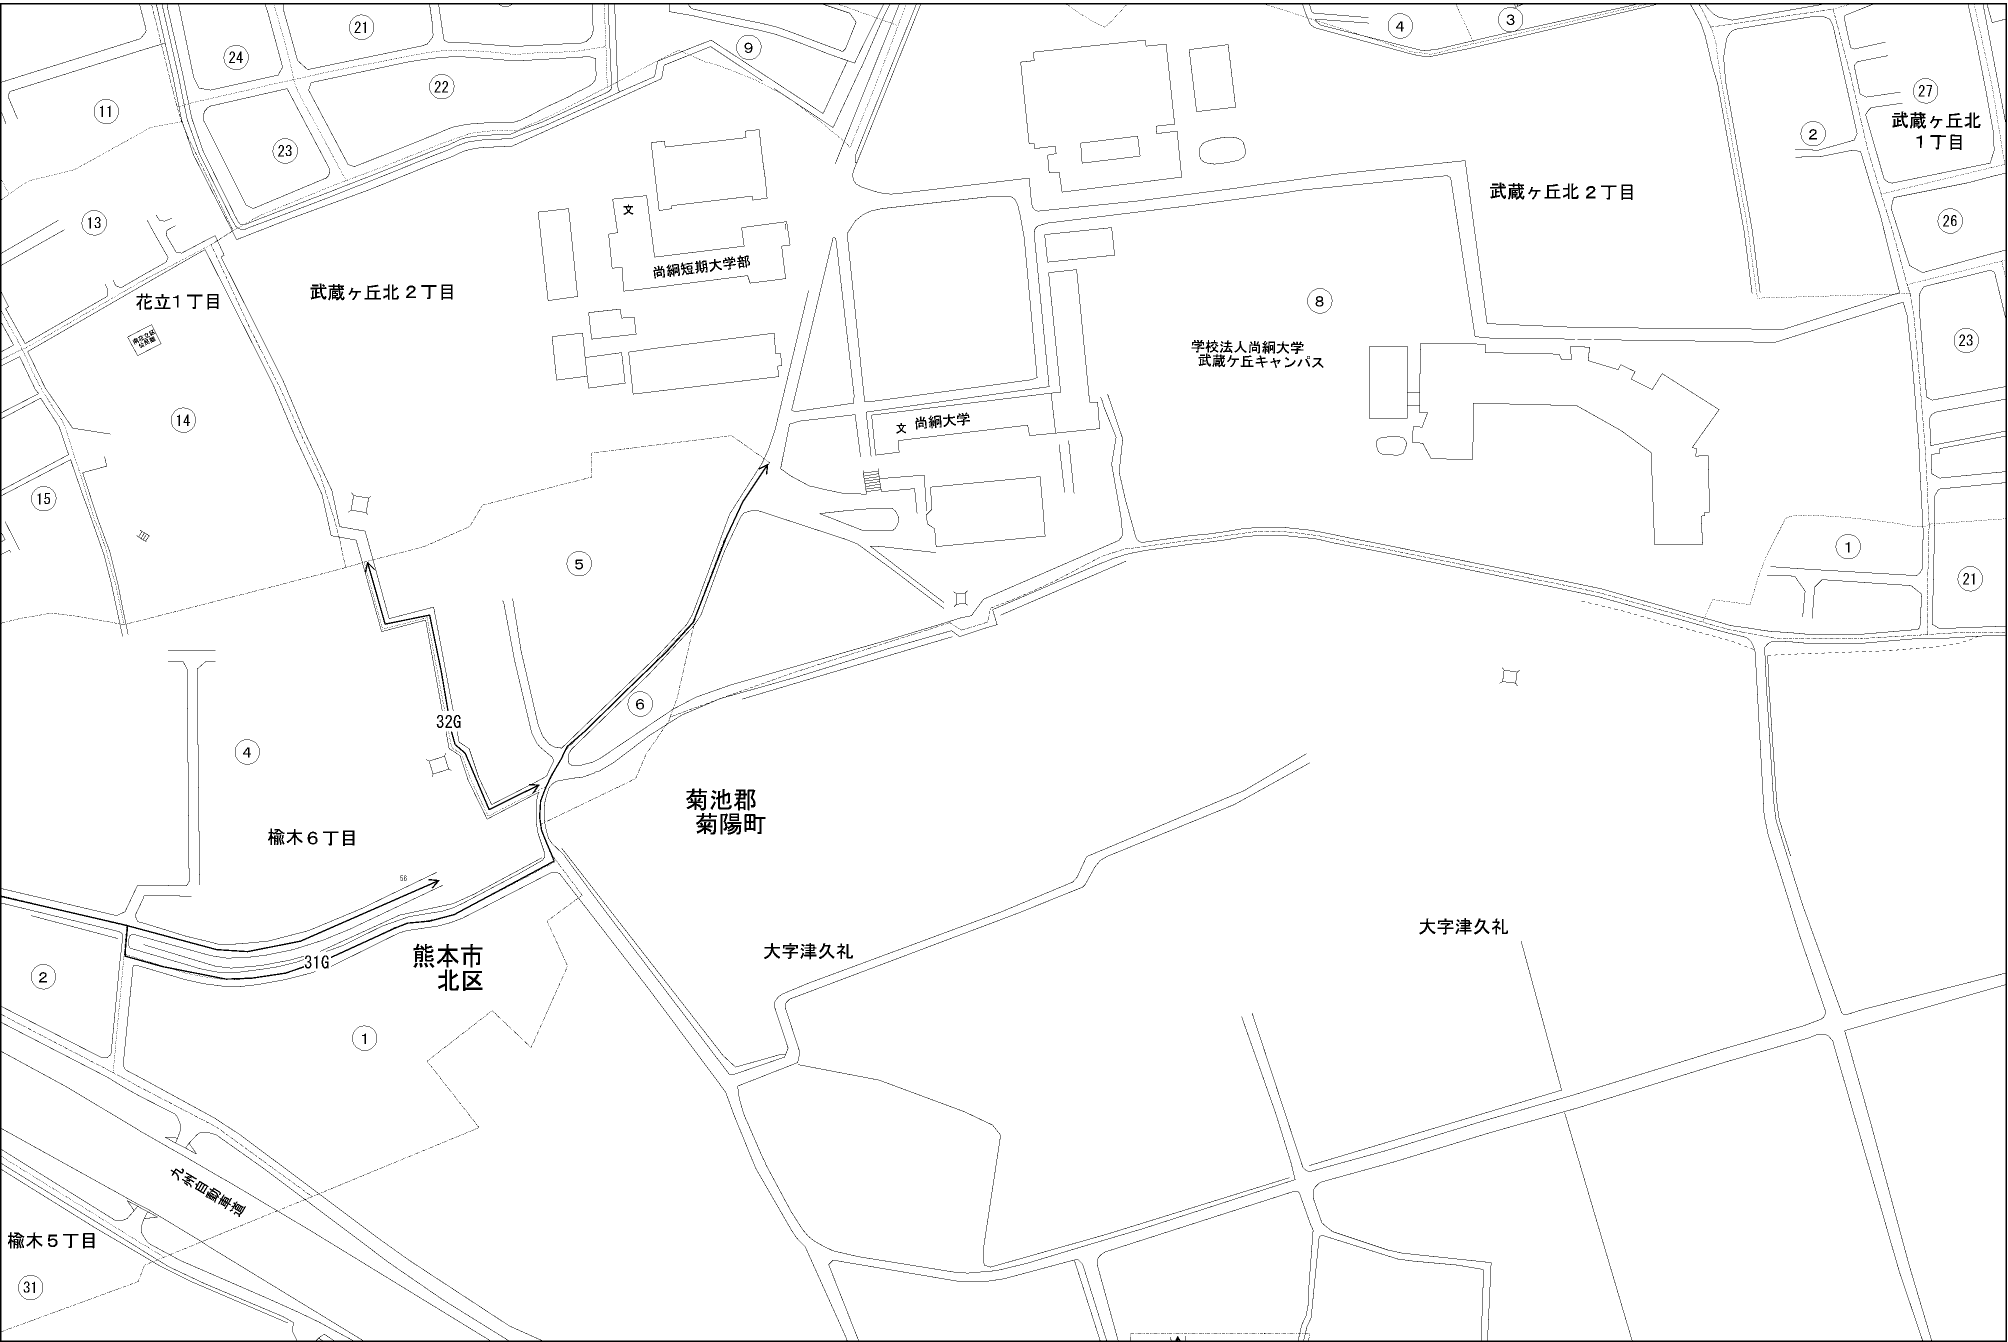 21
4
3
24
9
22
27
11
武蔵ヶ丘北
1丁目
2
23
武蔵ヶ丘北2丁目
文
13
26
尚絅短期大学部
武蔵ヶ丘北2丁目
花立1丁目
8
23
学校法人尚絅大学
武蔵ケ丘キャンパス
14
文 尚絅大学
15
1
5
21
6
32G
4
菊池郡
菊陽町
楡木6丁目
56
大字津久礼
大字津久礼
熊本市
北区
31G
2
1
九州自動車道
楡木5丁目
31